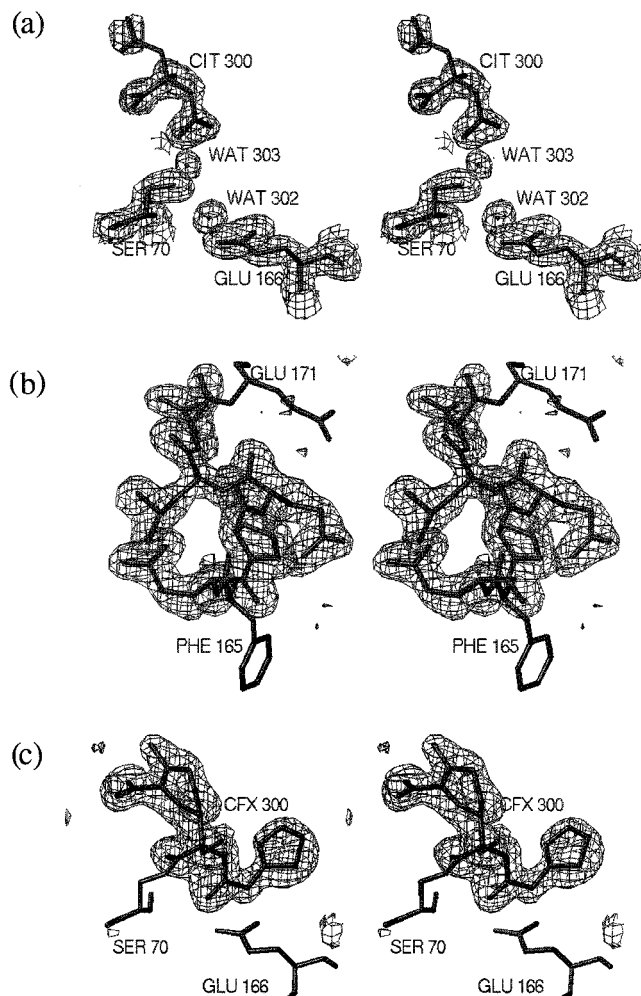 (a)
CIT 300 CIT 300
WAT 303 WAT 303
WAT 302 WAT 302
SER 70 SER 70
GLU 166 GLU 166
(b)
GLU 171 GLU 171
PHE 165 PHE 165
(c)
CFX 300 CFX 300
SER 70 SER 70
GLU 166 GLU 166